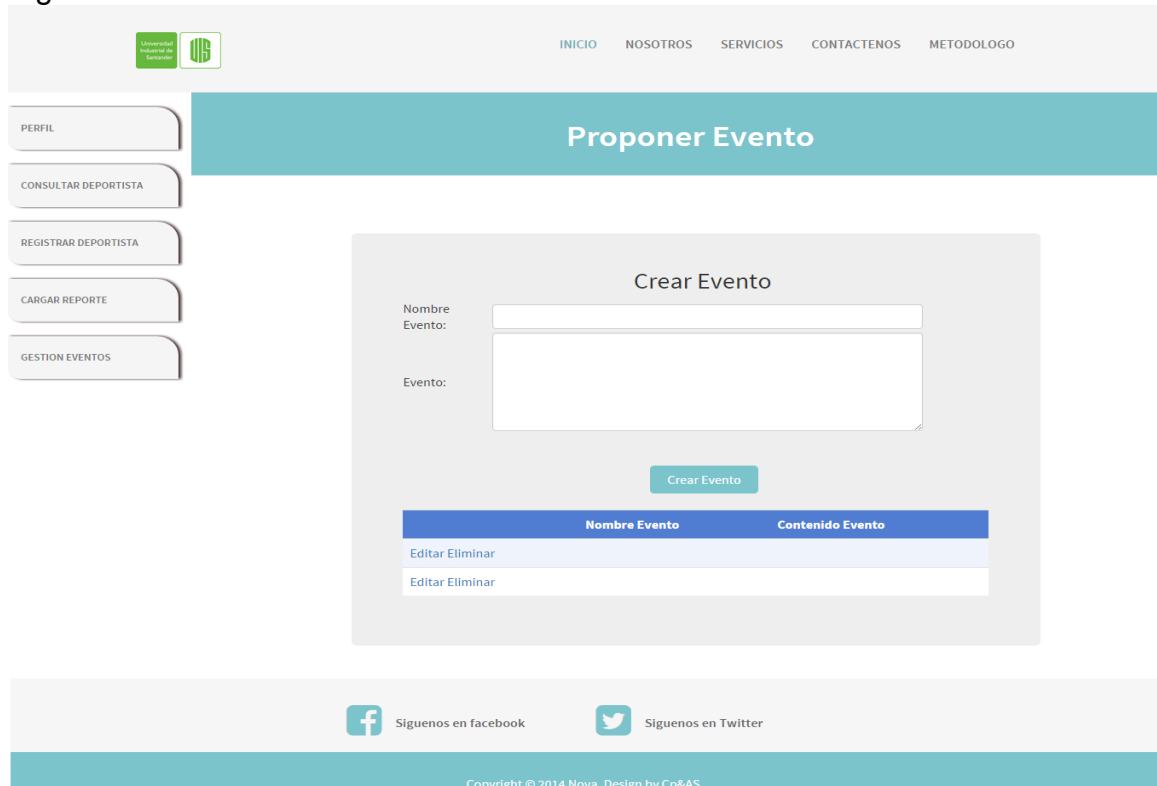 Universidad
Industrial de
Santander
INICIO NOSOTROS SERVICIOS CONTACTENOS METODOLOGO
PERFIL
CONSULTAR DEPORTISTA
REGISTRAR DEPORTISTA
CARGAR REPORTE
GESTION EVENTOS
Proponer Evento
Crear Evento
Nombre
Evento:
Evento:
Crear Evento
Nombre Evento Contenido Evento
Editar Eliminar
Editar Eliminar
Siguenos en facebook Siguenos en Twitter
Copyright © 2014 Nova. Design by Cp&AS